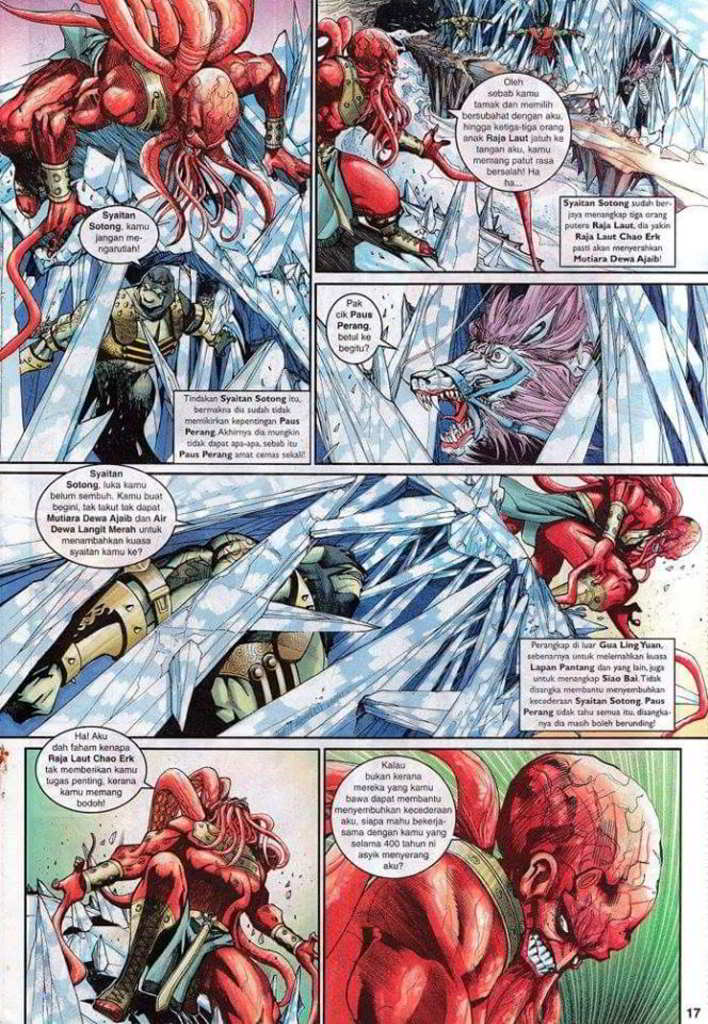 Syaitan
Sotong, kamu
jangan me-
ngarutlah!
Tindakan Syaitan Sotong itu,
bermakna dia sudah tidak
memikirkan kepentingan Paus
Perang. Akhirnya dia mungkin
tidak dapat apa-apa, sebab itu
Paus Perang amat cemas sekali!
Oleh
sebab kamu
tamak dan memilih
bersubahat dengan aku,
hingga ketiga-tiga orang
anak Raja Laut jatuh ke
tangan aku, kamu
memang patut rasa
bersalah! Ha
ha...
Syaitan Sotong sudah ber-
jaya menangkap tiga orang
putera Raja Laut, dia yakin
Raja Laut Chao Erk
pasti akan menyerahkan
Mutiara Dewa Ajaib!
Pak
cik Paus
Perang,
betul ke
begitu?
Syaitan
Sotong, luka kamu
belum sembuh. Kamu buat
begini, tak takut tak dapat
Mutiara Dewa Ajaib dan Air
Dewa Langit Merah untuk
menambahkan kuasa
syaitan kamu ke?
Perangkap di luar Gua Ling Yuan,
sebenarnya untuk melemahkan kuasa
Lapan Pantang dan yang lain, juga
untuk menangkap Siao Bai. Tidak
disangka membantu menyembuhkan
kecederaan Syaitan Sotong. Paus
Perang tidak tahu semua itu, disangka-
nya dia masih boleh berunding!
Ha! Aku
dah faham kenapa
Raja Laut Chao Erk
tak memberikan kamu
tugas penting, kerana
kamu memang
bodoh!
Kalau
bukan kerana
mereka yang kamu
bawa dapat membantu
menyembuhkan kecederaan
aku, siapa mahu bekerja-
sama dengan kamu yang
selama 400 tahun ni
asyik menyerang
aku?
17